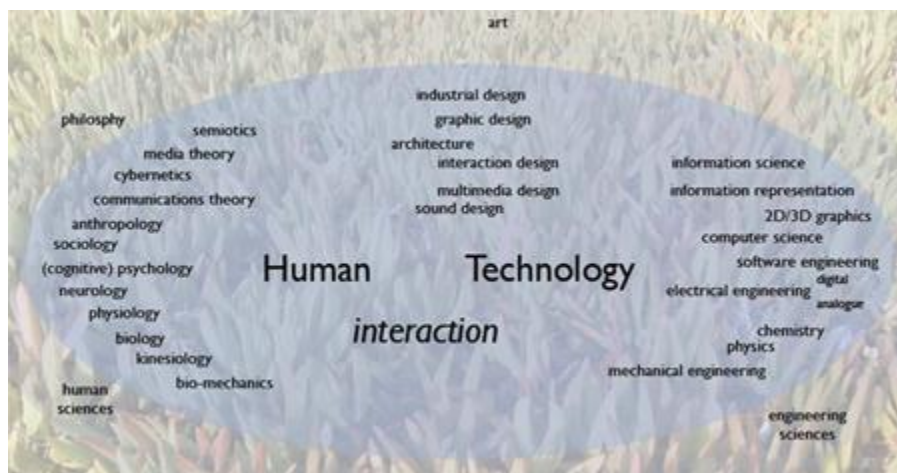 art
industrial design
graphic design
architecture
interaction design
multimedia design
sound design
philosphy
semiotics
media theory
cybernetics
communications theory
anthropology
sociology
(cognitive) psychology
neurology
physiology
biology
kinesiology
bio-mechanics
human
sciences
Human Technology
interaction
information science
information representation
2D/3D graphics
computer science
software engineering
digital
electrical engineering
analogue
chemistry
physics
mechanical engineering
engineering
sciences